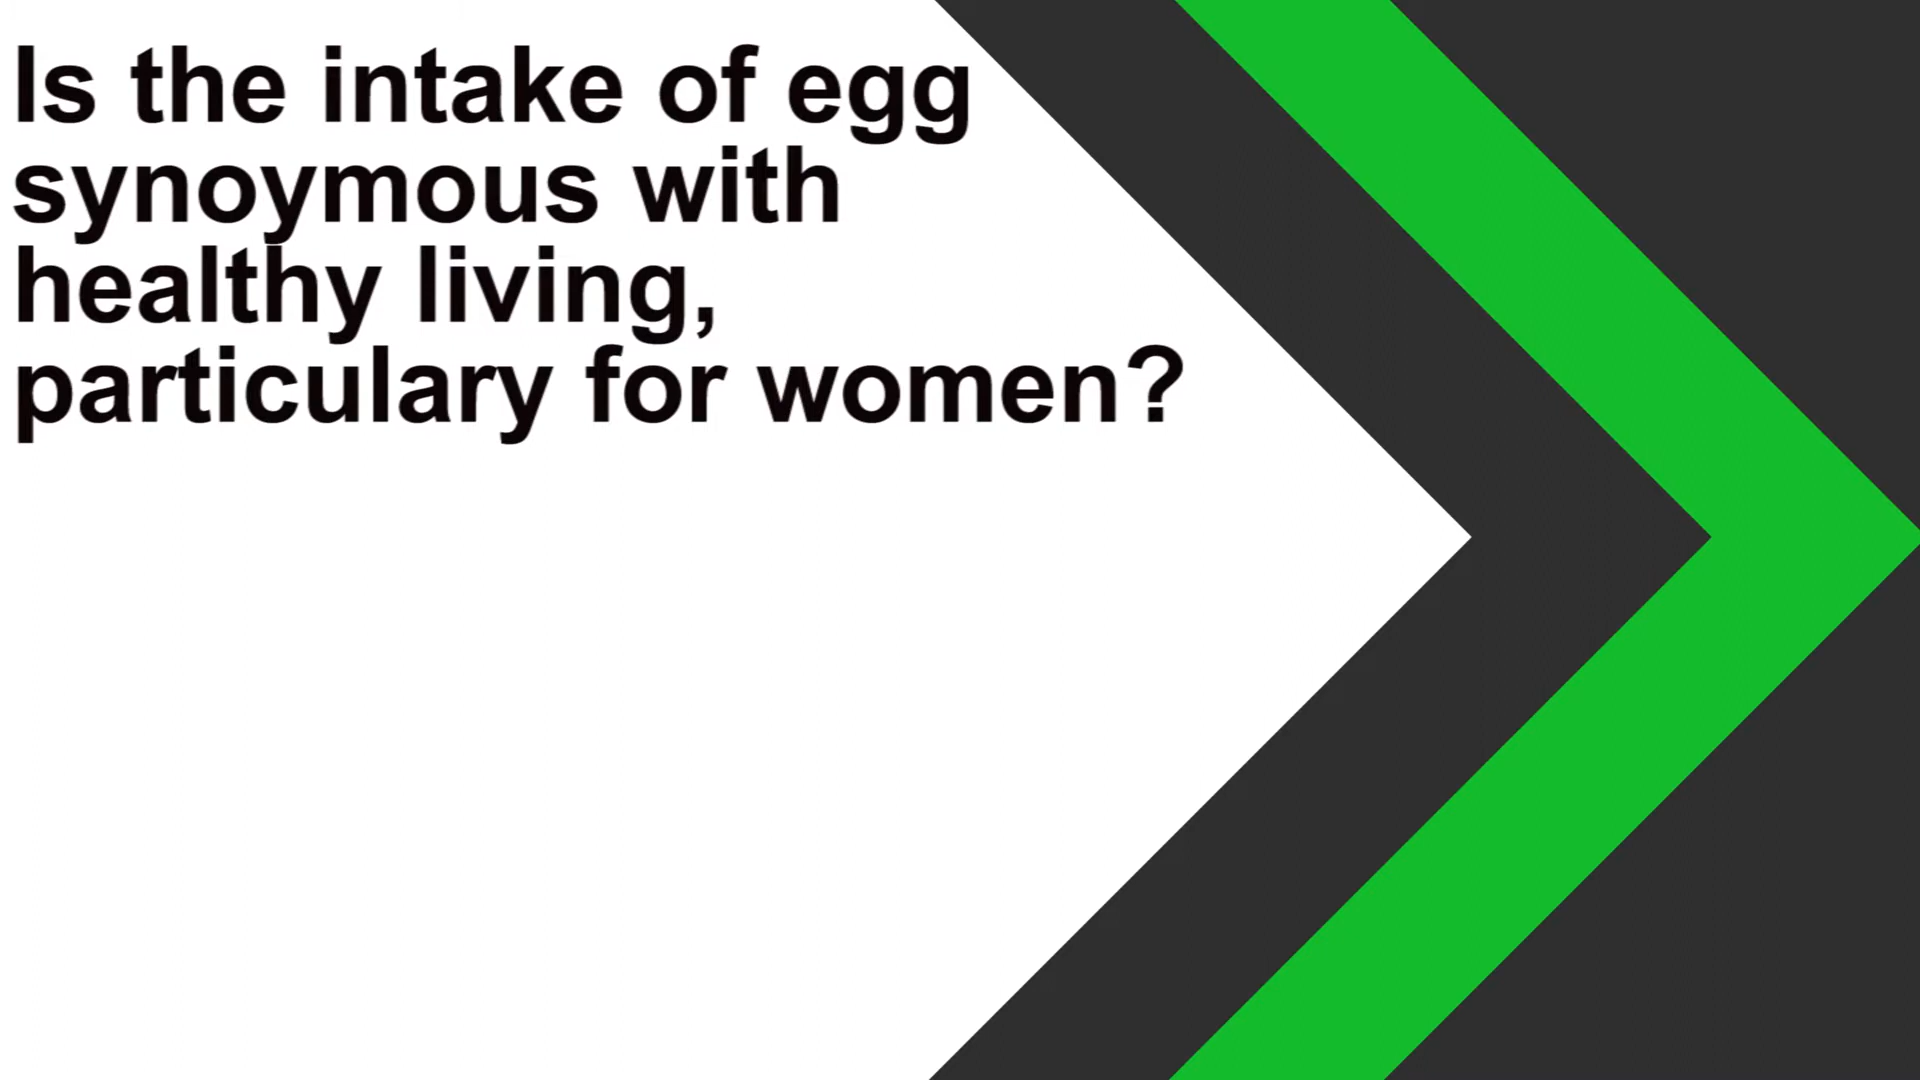 Is the intake of egg
synoymous with
healthy living,
particulary for women?